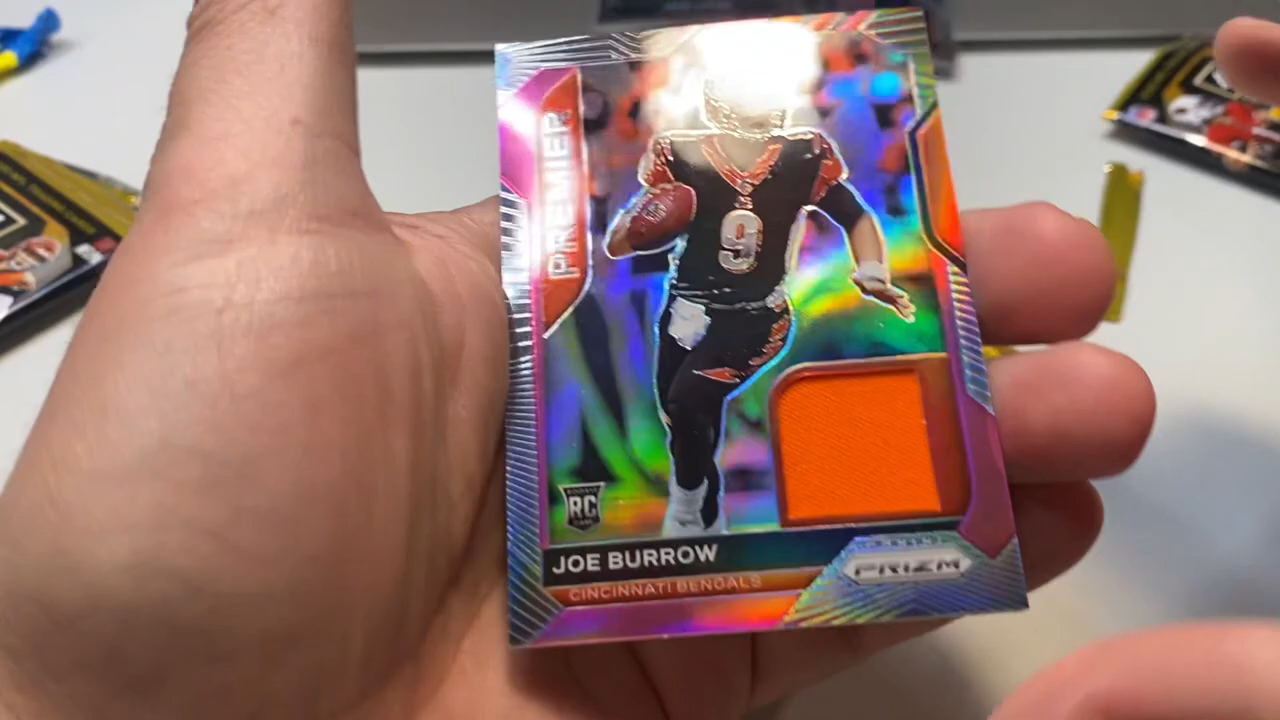 PREMIER
9
RC
JOE BURROW
CINCINNATI BENGALS
PRIZM